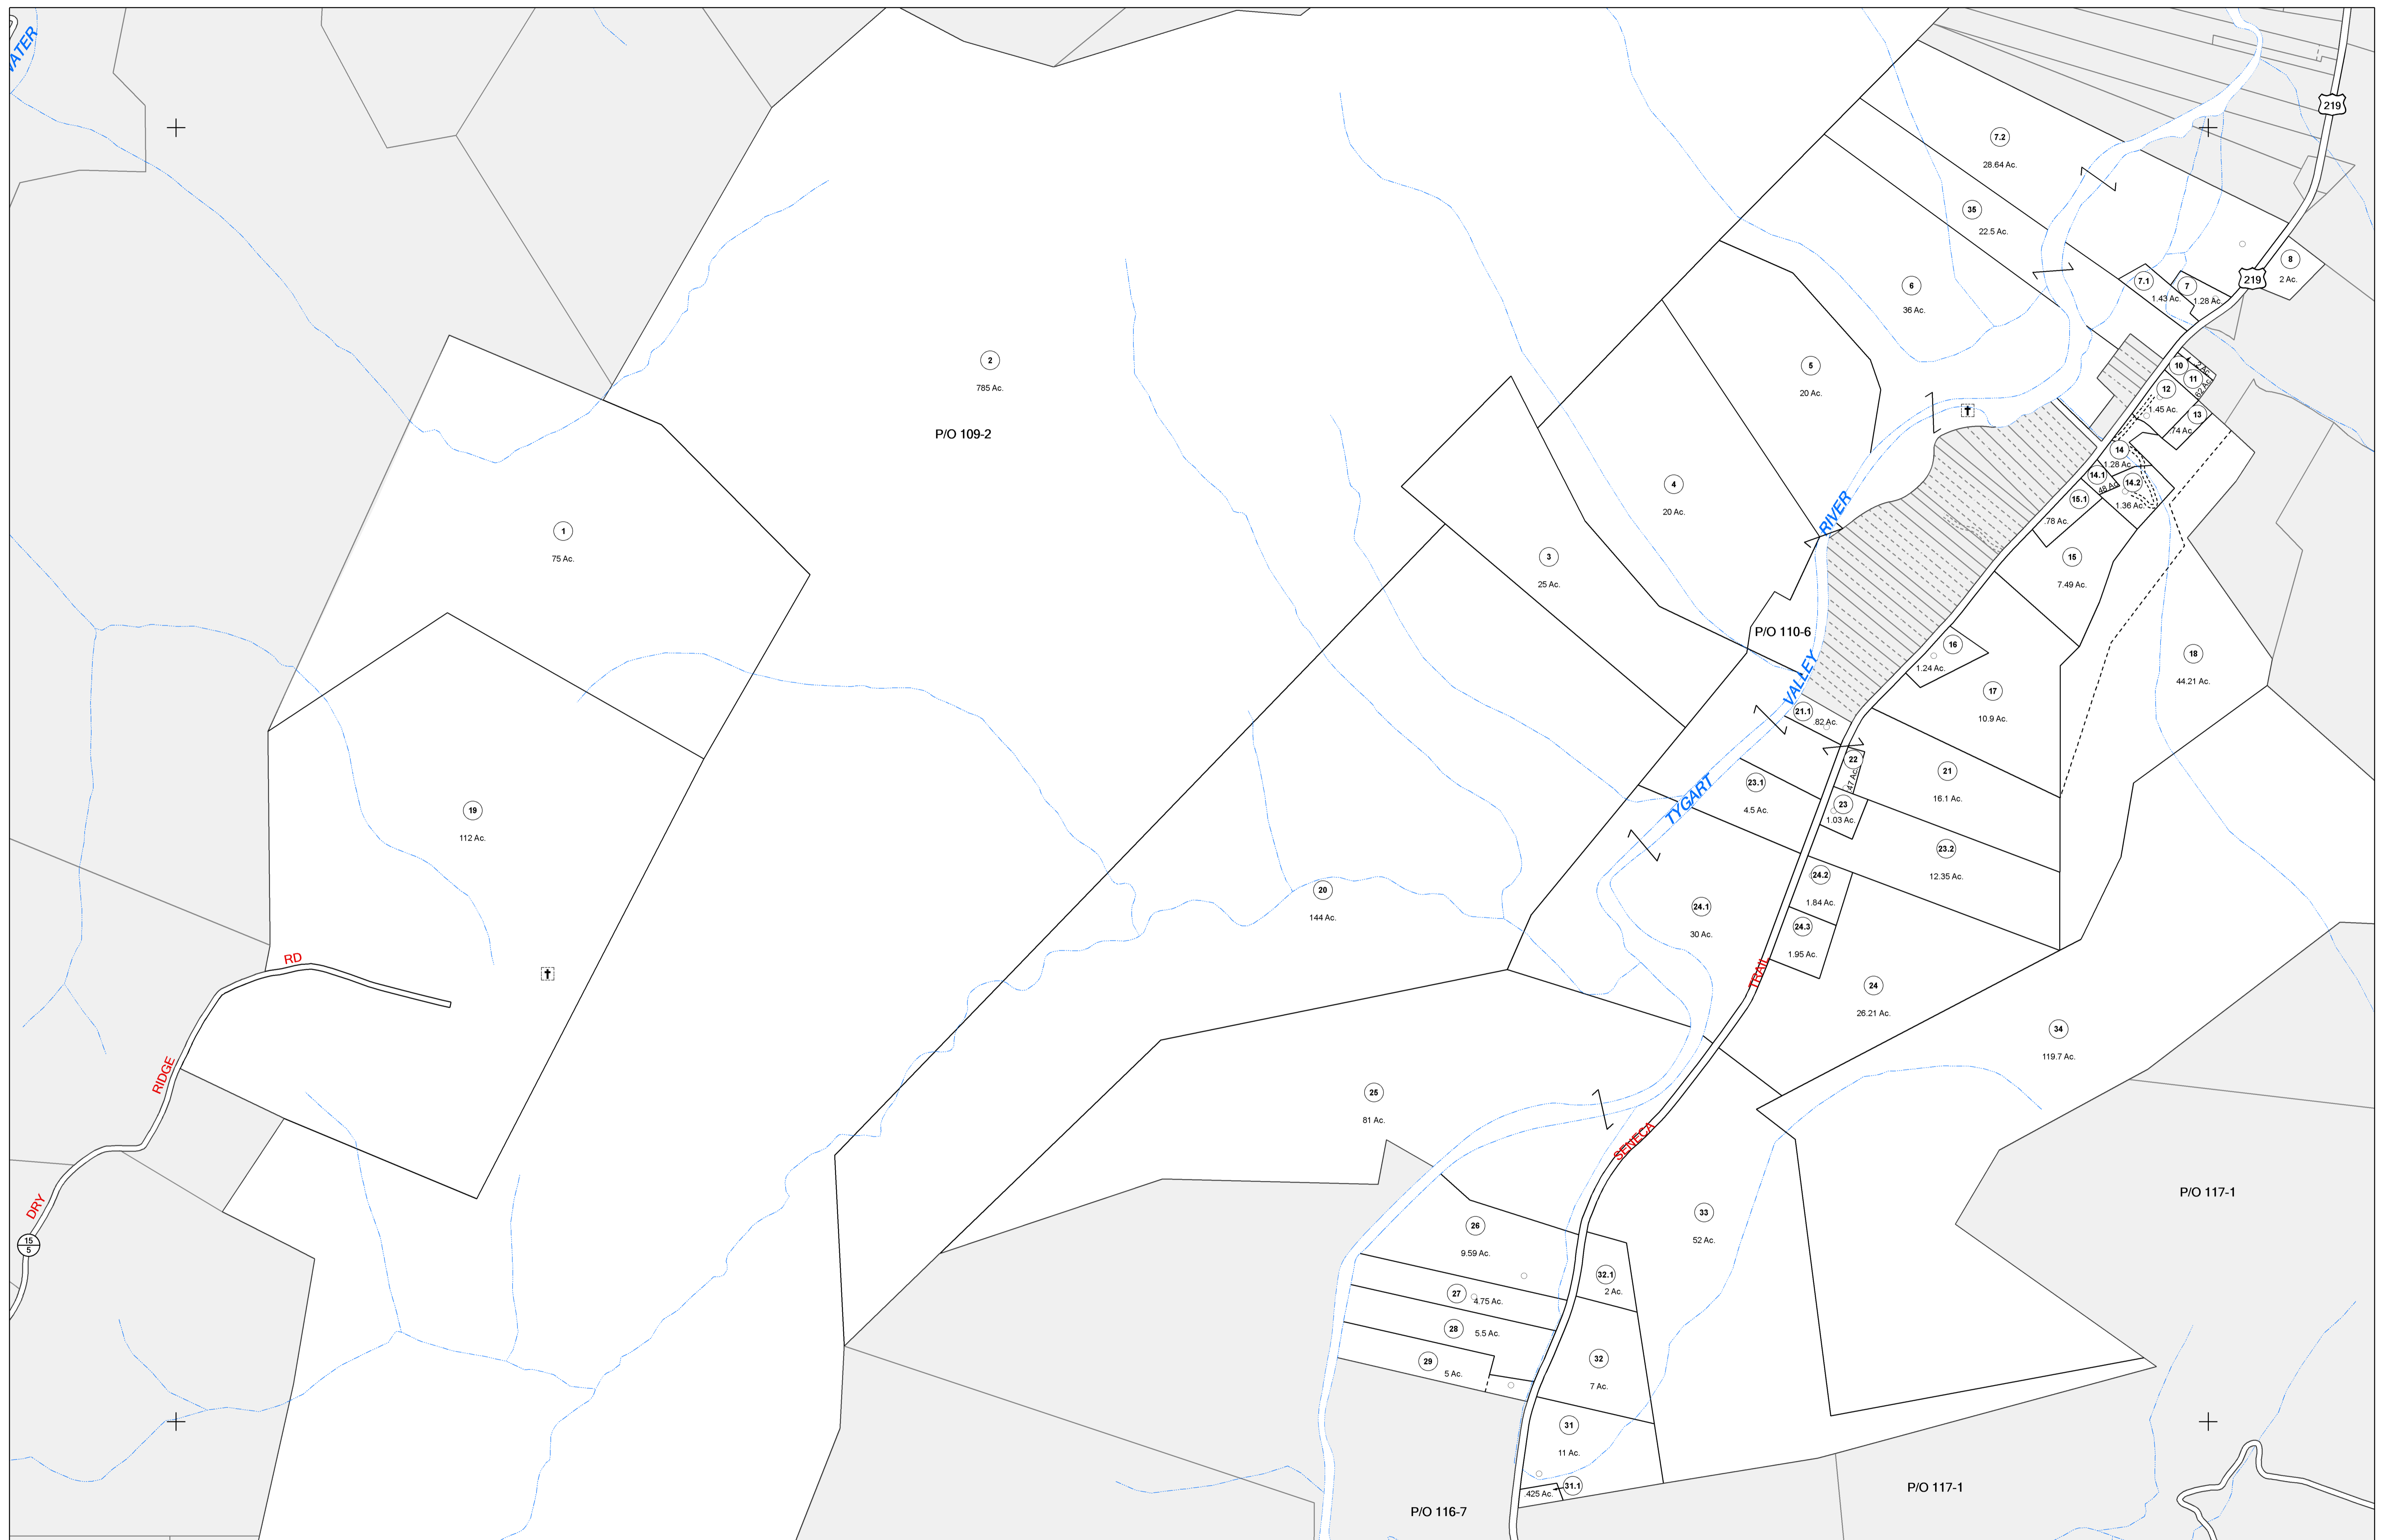 219
7.2
28.64 Ac.
35
22.5 Ac.
8
2 Ac.
219
7.1
1.43 Ac.
7
1.28 Ac.
6
36 Ac.
2
785 Ac.
P/O 109-2
5
20 Ac.
10
11
.62 Ac.
12
1.45 Ac.
13
.74 Ac.
14
1.28 Ac.
14.1
.48 Ac.
14.2
1.36 Ac.
15.1
.78 Ac.
4
20 Ac.
RIVER
1
75 Ac.
3
25 Ac.
15
7.49 Ac.
P/O 110-6
16
1.24 Ac.
18
44.21 Ac.
VALLEY
17
10.9 Ac.
21.1
.82 Ac.
22
.47 Ac.
21
16.1 Ac.
TYGART
23.1
4.5 Ac.
23
1.03 Ac.
19
112 Ac.
23.2
12.35 Ac.
24.2
1.84 Ac.
20
144 Ac.
24.1
30 Ac.
24.3
1.95 Ac.
RD
TRAIL
24
26.21 Ac.
34
119.7 Ac.
RIDGE
25
81 Ac.
SENECA
P/O 117-1
DRY
33
52 Ac.
26
9.59 Ac.
15
5
32.1
2 Ac.
27
4.75 Ac.
28
5.5 Ac.
29
5 Ac.
32
7 Ac.
31
11 Ac.
31.1
.425 Ac.
P/O 116-7
P/O 117-1